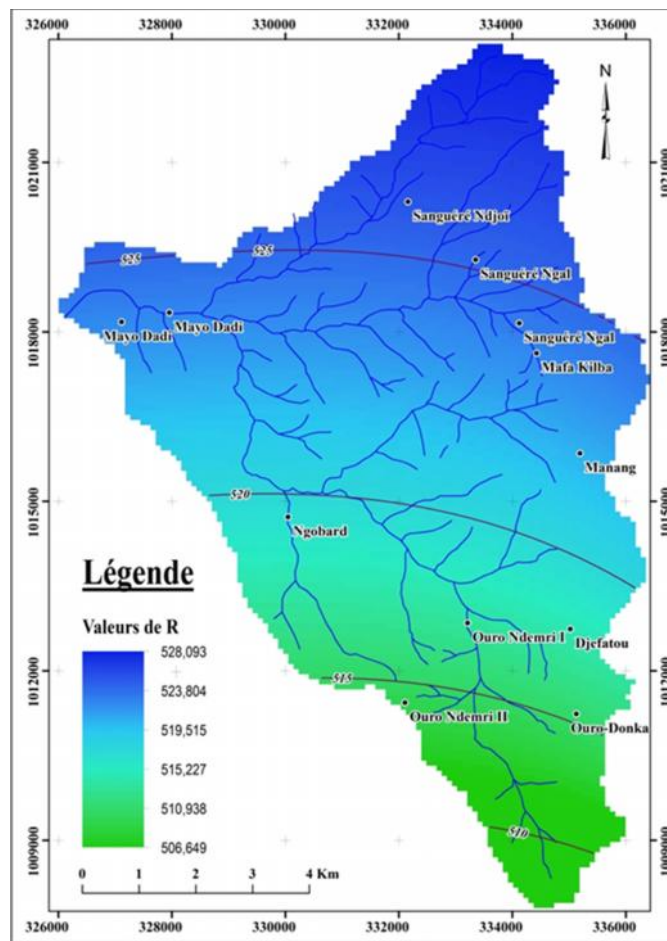 326000 328000 330000 332000 334000 336000
N
1021000 1021000
Sanguéré Ndjoï
525 525
Sanguéré Ngal
Mayo Dadi
Mayo Dadi
Sanguéré Ngal
1018000 1018000
Mafa Kilba
Manang
520
1015000 1015000
Ngobard
Légende
Valeurs de R
528,093
523,804
519,515
515,227
510,938
506,649
Ouro Ndemri I
Djefatou
1012000 1012000
515
Ouro Ndemri II
Ouro-Donka
510
1009000 1009000
0 1 2 3 4 Km
326000 328000 330000 332000 334000 336000